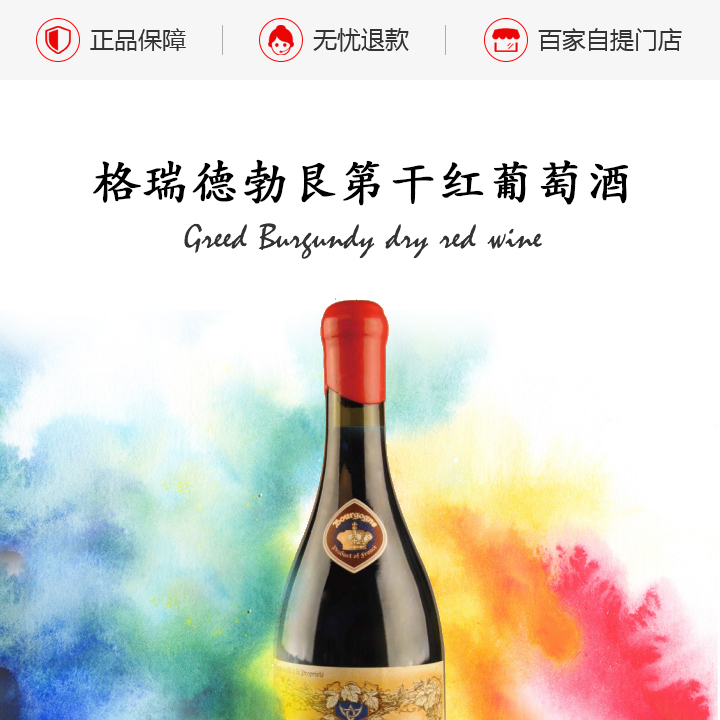 正品保障
无忧退款
百家自提门店
格瑞德勃艮第干红葡萄酒
Greed Burgundy dry red wine
Bourgogne
Product of France
Proprieta